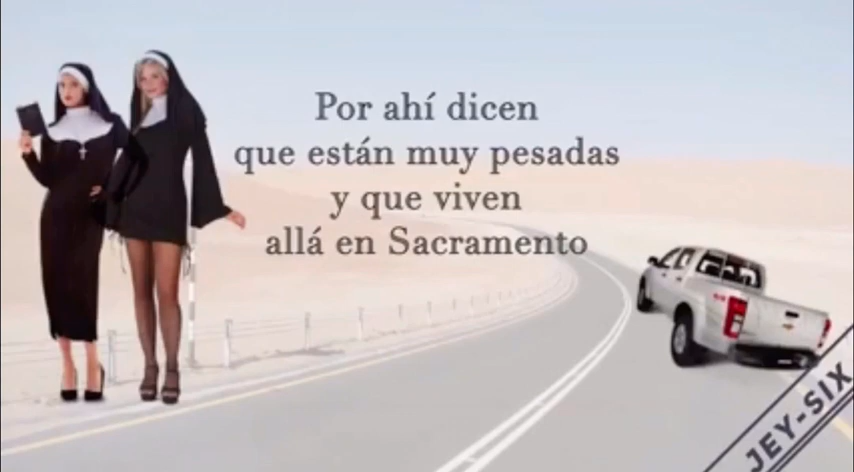 Por ahí dicen
que están muy pesadas
y que viven
allá en Sacramento
JEY-SIX